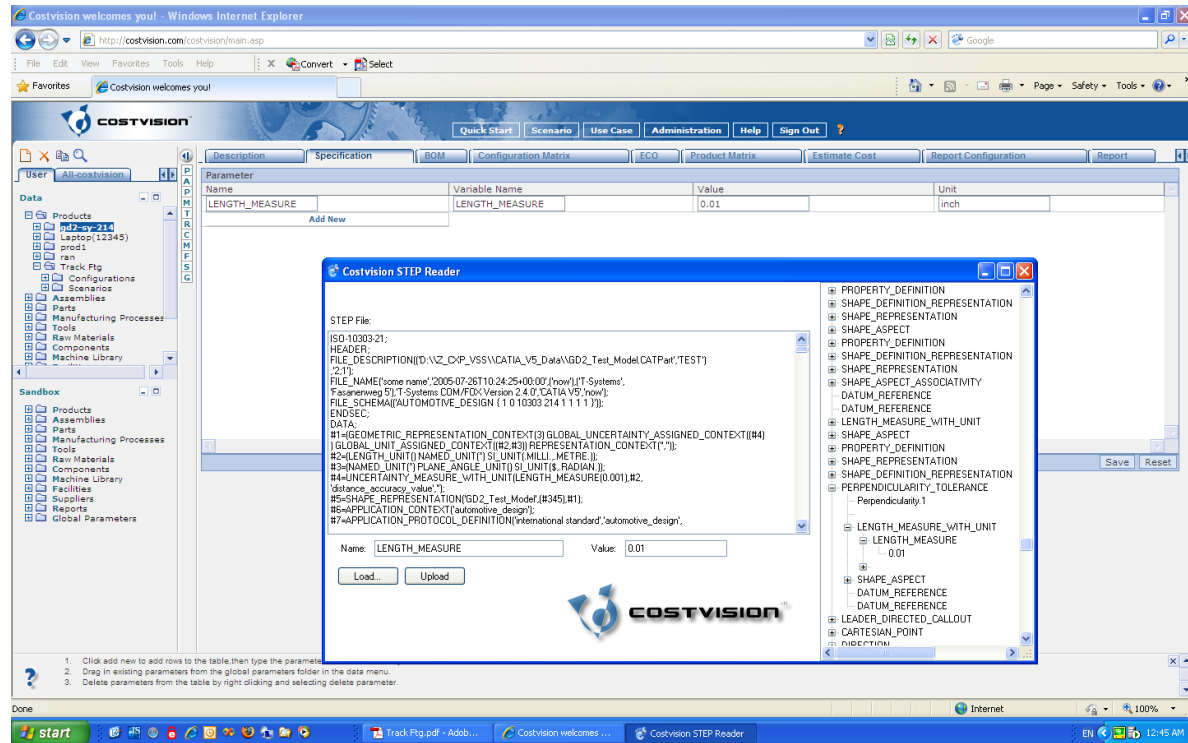 Costvision welcomes you! - Windows Internet Explorer
http://costvision.com/costvision/main.asp
Google
File Edit View Favorites Tools Help
X Convert Select
Favorites Costvision welcomes you!
Page Safety Tools
COSTVISION
Quick Start Scenario Use Case Administration Help Sign Out ?
Description Specification BOM Configuration Matrix ECO Product Matrix Estimate Cost Report Configuration Report
User All-costvision
P
A
P
M
T
R
C
M
F
S
G
Parameter
Name Variable Name Value Unit
LENGTH_MEASURE LENGTH_MEASURE 0.01 inch
Add New
Data
Products
gd2-sy-214
Laptop(12345)
prod1
ran
Track Ftg
Configurations
Scenarios
Assemblies
Parts
Manufacturing Processes
Tools
Raw Materials
Components
Machine Library
Sandbox
Products
Assemblies
Parts
Manufacturing Processes
Tools
Raw Materials
Components
Machine Library
Facilities
Suppliers
Reports
Global Parameters
Save Reset
Costvision STEP Reader
STEP File:
ISO-10303-21;
HEADER;
FILE_DESCRIPTION(('D:\\Z_CXP_VSS\\CATIA_V5_Data\\GD2_Test_Model.CATPart','TEST')
,'2;1');
FILE_NAME('some name','2005-07-26T10:24:25+00:00',('now'),('T-Systems',
'Fasanenweg 5'),'T-Systems COM/FOX Version 2.4.0','CATIA V5','now');
FILE_SCHEMA(('AUTOMOTIVE_DESIGN { 1 0 10303 214 1 1 1 1 }'));
ENDSEC;
DATA;
#1=(GEOMETRIC_REPRESENTATION_CONTEXT(3) GLOBAL_UNCERTAINTY_ASSIGNED_CONTEXT((#4)
) GLOBAL_UNIT_ASSIGNED_CONTEXT((#2,#3)) REPRESENTATION_CONTEXT('',''));
#2=(LENGTH_UNIT() NAMED_UNIT(*) SI_UNIT(.MILLI.,.METRE.));
#3=(NAMED_UNIT(*) PLANE_ANGLE_UNIT() SI_UNIT($,.RADIAN.));
#4=UNCERTAINTY_MEASURE_WITH_UNIT(LENGTH_MEASURE(0.001),#2,
'distance_accuracy_value','');
#5=SHAPE_REPRESENTATION('GD2_Test_Model',(#345),#1);
#6=APPLICATION_CONTEXT('automotive_design');
#7=APPLICATION_PROTOCOL_DEFINITION('international standard','automotive_design',
Name: LENGTH_MEASURE Value: 0.01
Load... Upload
COSTVISION
PROPERTY_DEFINITION
SHAPE_DEFINITION_REPRESENTATION
SHAPE_REPRESENTATION
SHAPE_ASPECT
PROPERTY_DEFINITION
SHAPE_DEFINITION_REPRESENTATION
SHAPE_REPRESENTATION
SHAPE_ASPECT_ASSOCIATIVITY
DATUM_REFERENCE
DATUM_REFERENCE
LENGTH_MEASURE_WITH_UNIT
SHAPE_ASPECT
PROPERTY_DEFINITION
SHAPE_REPRESENTATION
SHAPE_DEFINITION_REPRESENTATION
PERPENDICULARITY_TOLERANCE
Perpendicularity.1
LENGTH_MEASURE_WITH_UNIT
LENGTH_MEASURE
0.01
SHAPE_ASPECT
DATUM_REFERENCE
DATUM_REFERENCE
LEADER_DIRECTED_CALLOUT
CARTESIAN_POINT
DIRECTION
1. Click add new to add rows to the table,then type the paramete
2. Drag in existing parameters from the global parameters folder in the data menu.
3. Delete parameters from the table by right clicking and selecting delete parameter.
Done Internet 100%
start Track Ftg.pdf - Adob... Costvision welcomes ... Costvision STEP Reader EN 12:45 AM